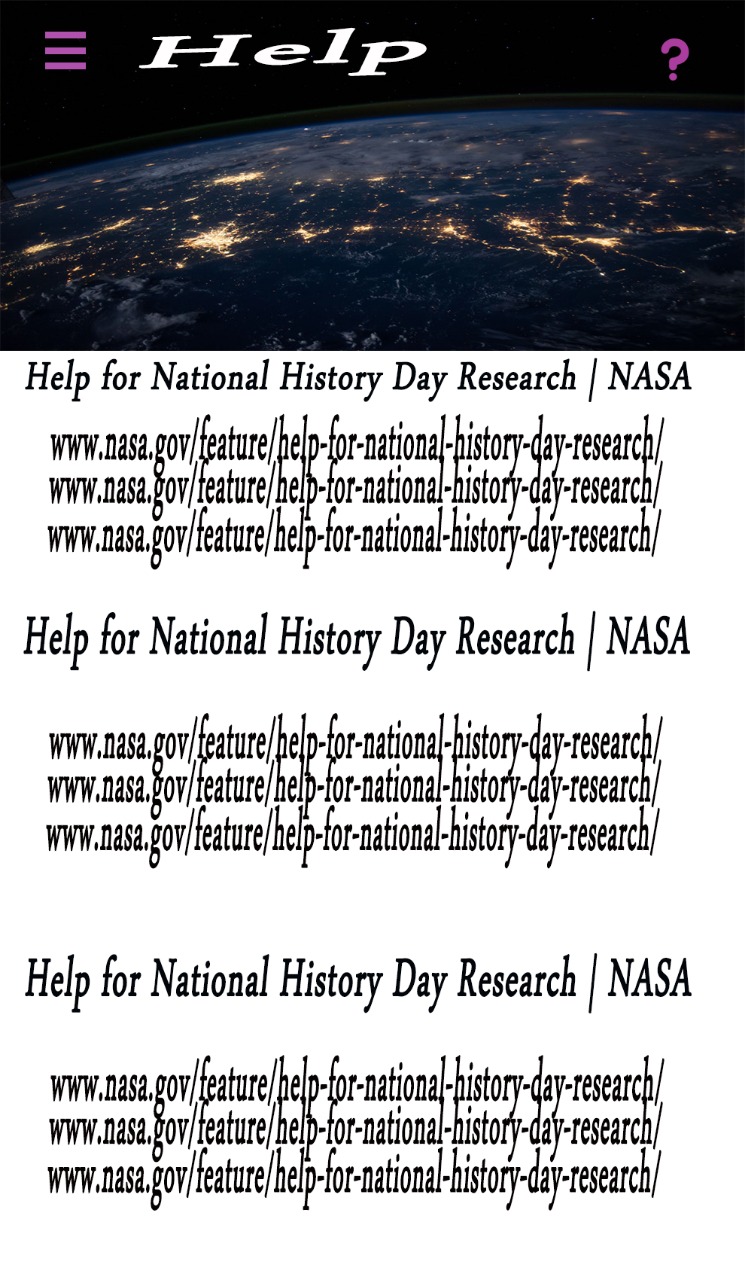 Help
?
Help for National History Day Research | NASA
www.nasa.gov/feature/help-for-national-history-day-research/
www.nasa.gov/feature/help-for-national-history-day-research/
www.nasa.gov/feature/help-for-national-history-day-research/
Help for National History Day Research | NASA
www.nasa.gov/feature/help-for-national-history-day-research/
www.nasa.gov/feature/help-for-national-history-day-research/
www.nasa.gov/feature/help-for-national-history-day-research/
Help for National History Day Research | NASA
www.nasa.gov/feature/help-for-national-history-day-research/
www.nasa.gov/feature/help-for-national-history-day-research/
www.nasa.gov/feature/help-for-national-history-day-research/